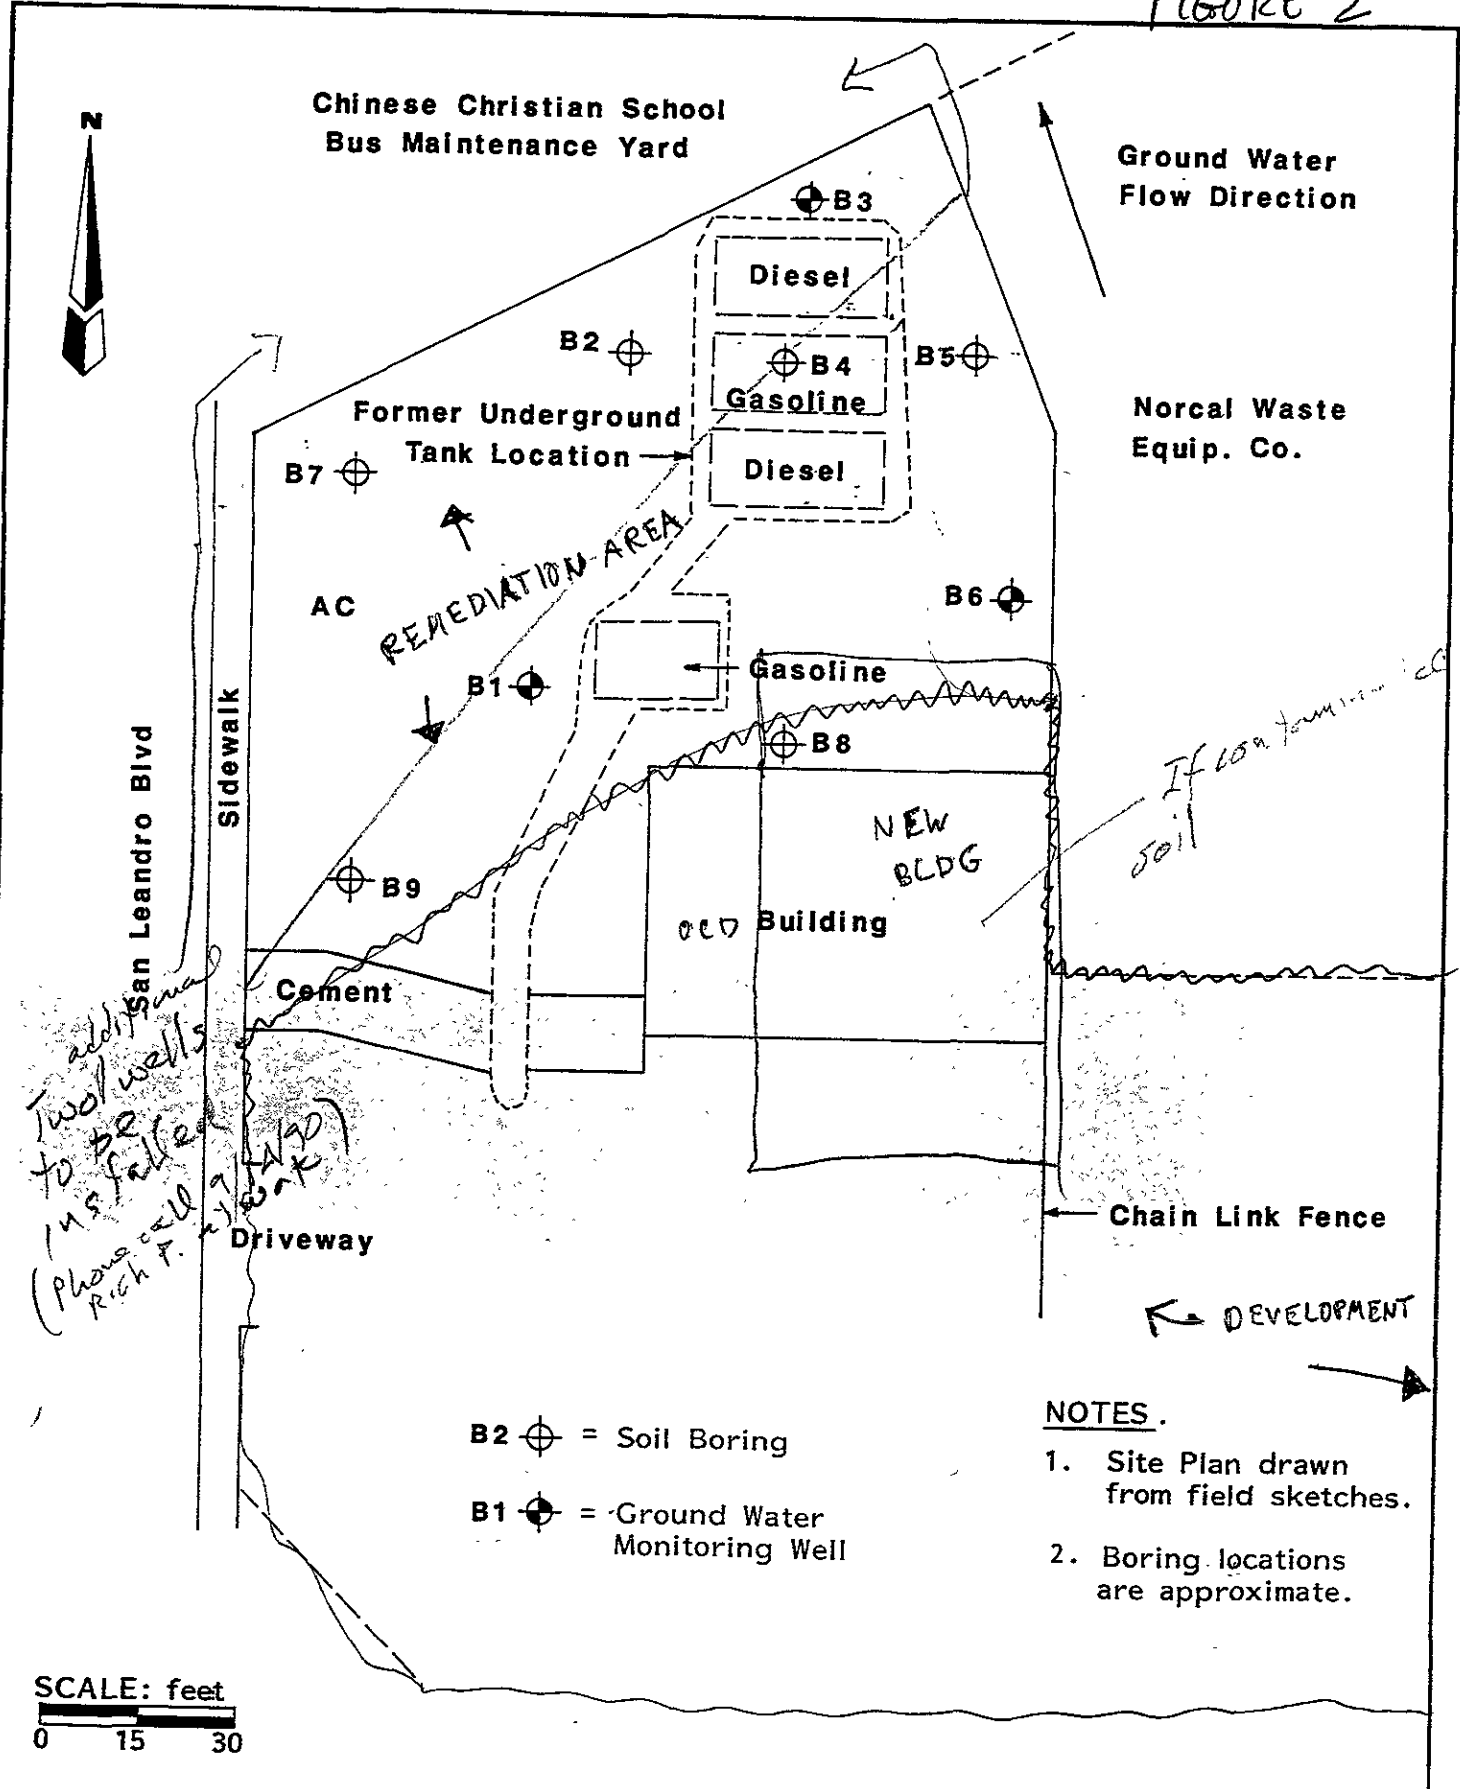 FIGURE 2
N
Chinese Christian School
Bus Maintenance Yard
Ground Water
Flow Direction
B3
Diesel
B2
B4
B5
Gasoline
Former Underground
Tank Location
Norcal Waste
Equip. Co.
B7
Diesel
REMEDIATION AREA
AC
B6
B1
Gasoline
B8
If
soil
NEW
BLDG
San Leandro Blvd
Sidewalk
B9
OLD Building
Cement
additional
Two wells
to be
installed
(Phone call
Rich P.
Driveway
Chain Link Fence
DEVELOPMENT
B2 = Soil Boring
B1 = Ground Water
Monitoring Well
NOTES.
1. Site Plan drawn
from field sketches.
2. Boring locations
are approximate.
SCALE: feet
0 15 30